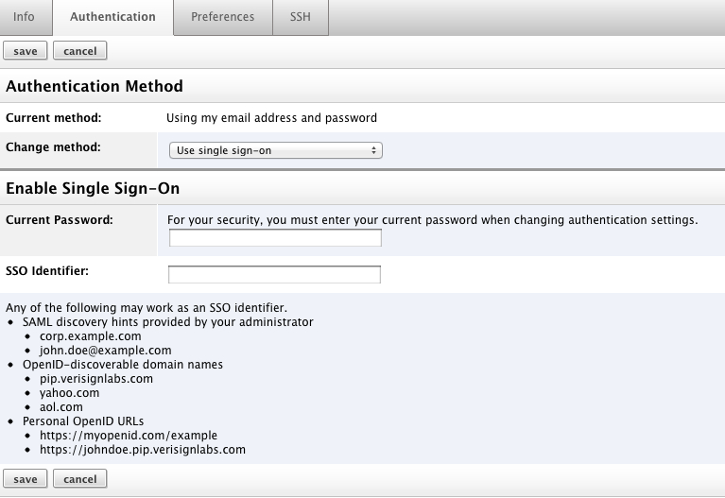 Info Authentication Preferences SSH
save cancel
Authentication Method
Current method: Using my email address and password
Change method: Use single sign-on
Enable Single Sign-On
Current Password: For your security, you must enter your current password when changing authentication settings.
SSO Identifier:
Any of the following may work as an SSO identifier.
• SAML discovery hints provided by your administrator
• corp.example.com
• john.doe@example.com
• OpenID-discoverable domain names
• pip.verisignlabs.com
• yahoo.com
• aol.com
• Personal OpenID URLs
• https://myopenid.com/example
• https://johndoe.pip.verisignlabs.com
save cancel